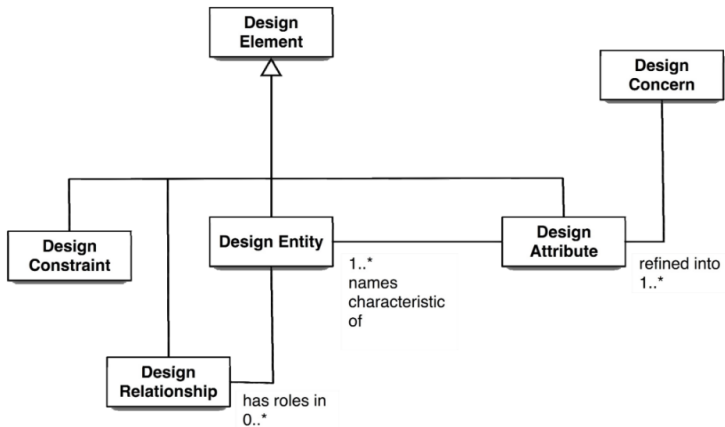 Design
Element
Design
Concern
Design
Constraint
Design Entity
Design
Attribute
1..*
names
characteristic
of
refined into
1..*
Design
Relationship
has roles in
0..*